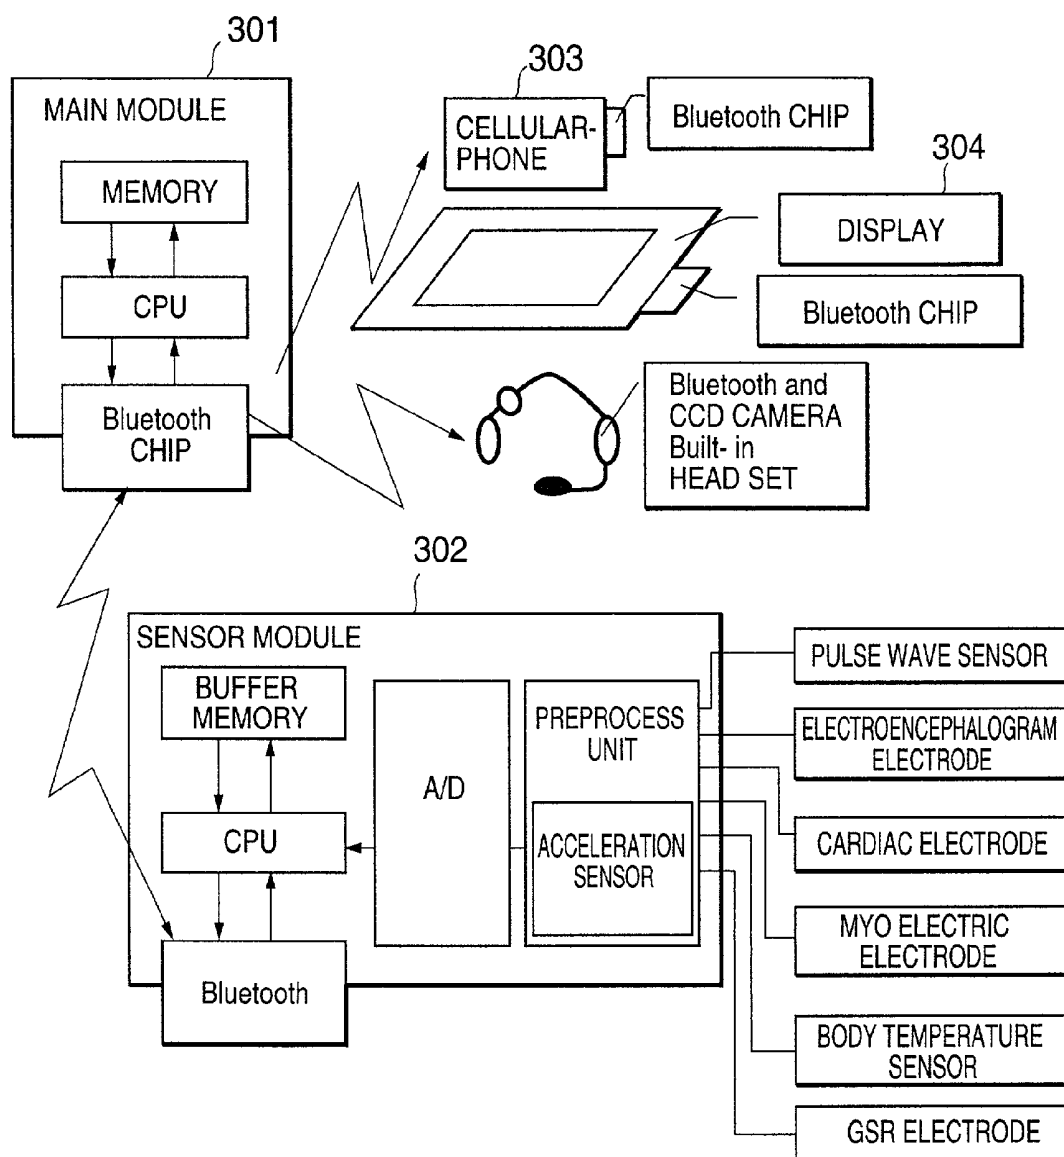 301
MAIN MODULE
MEMORY
CPU
Bluetooth
CHIP
303
CELLULAR-
PHONE
Bluetooth CHIP
304
DISPLAY
Bluetooth CHIP
Bluetooth and
CCD CAMERA
Built- in
HEAD SET
302
SENSOR MODULE
BUFFER
MEMORY
CPU
Bluetooth
A/D
PREPROCESS
UNIT
ACCELERATION
SENSOR
PULSE WAVE SENSOR
ELECTROENCEPHALOGRAM
ELECTRODE
CARDIAC ELECTRODE
MYO ELECTRIC
ELECTRODE
BODY TEMPERATURE
SENSOR
GSR ELECTRODE